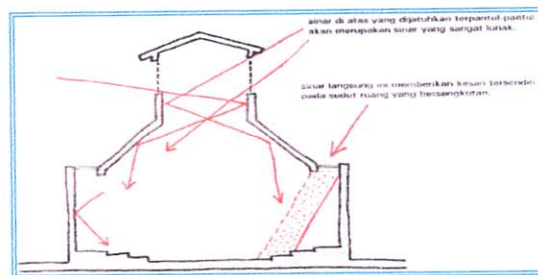 sinar di atas yang dijatuhkan terpantul-pantul
akan merupakan sinar yang sangat lunak.
sinar langsung ini memberikan kesan tersendiri
pada sudut ruang yang bersangkutan.